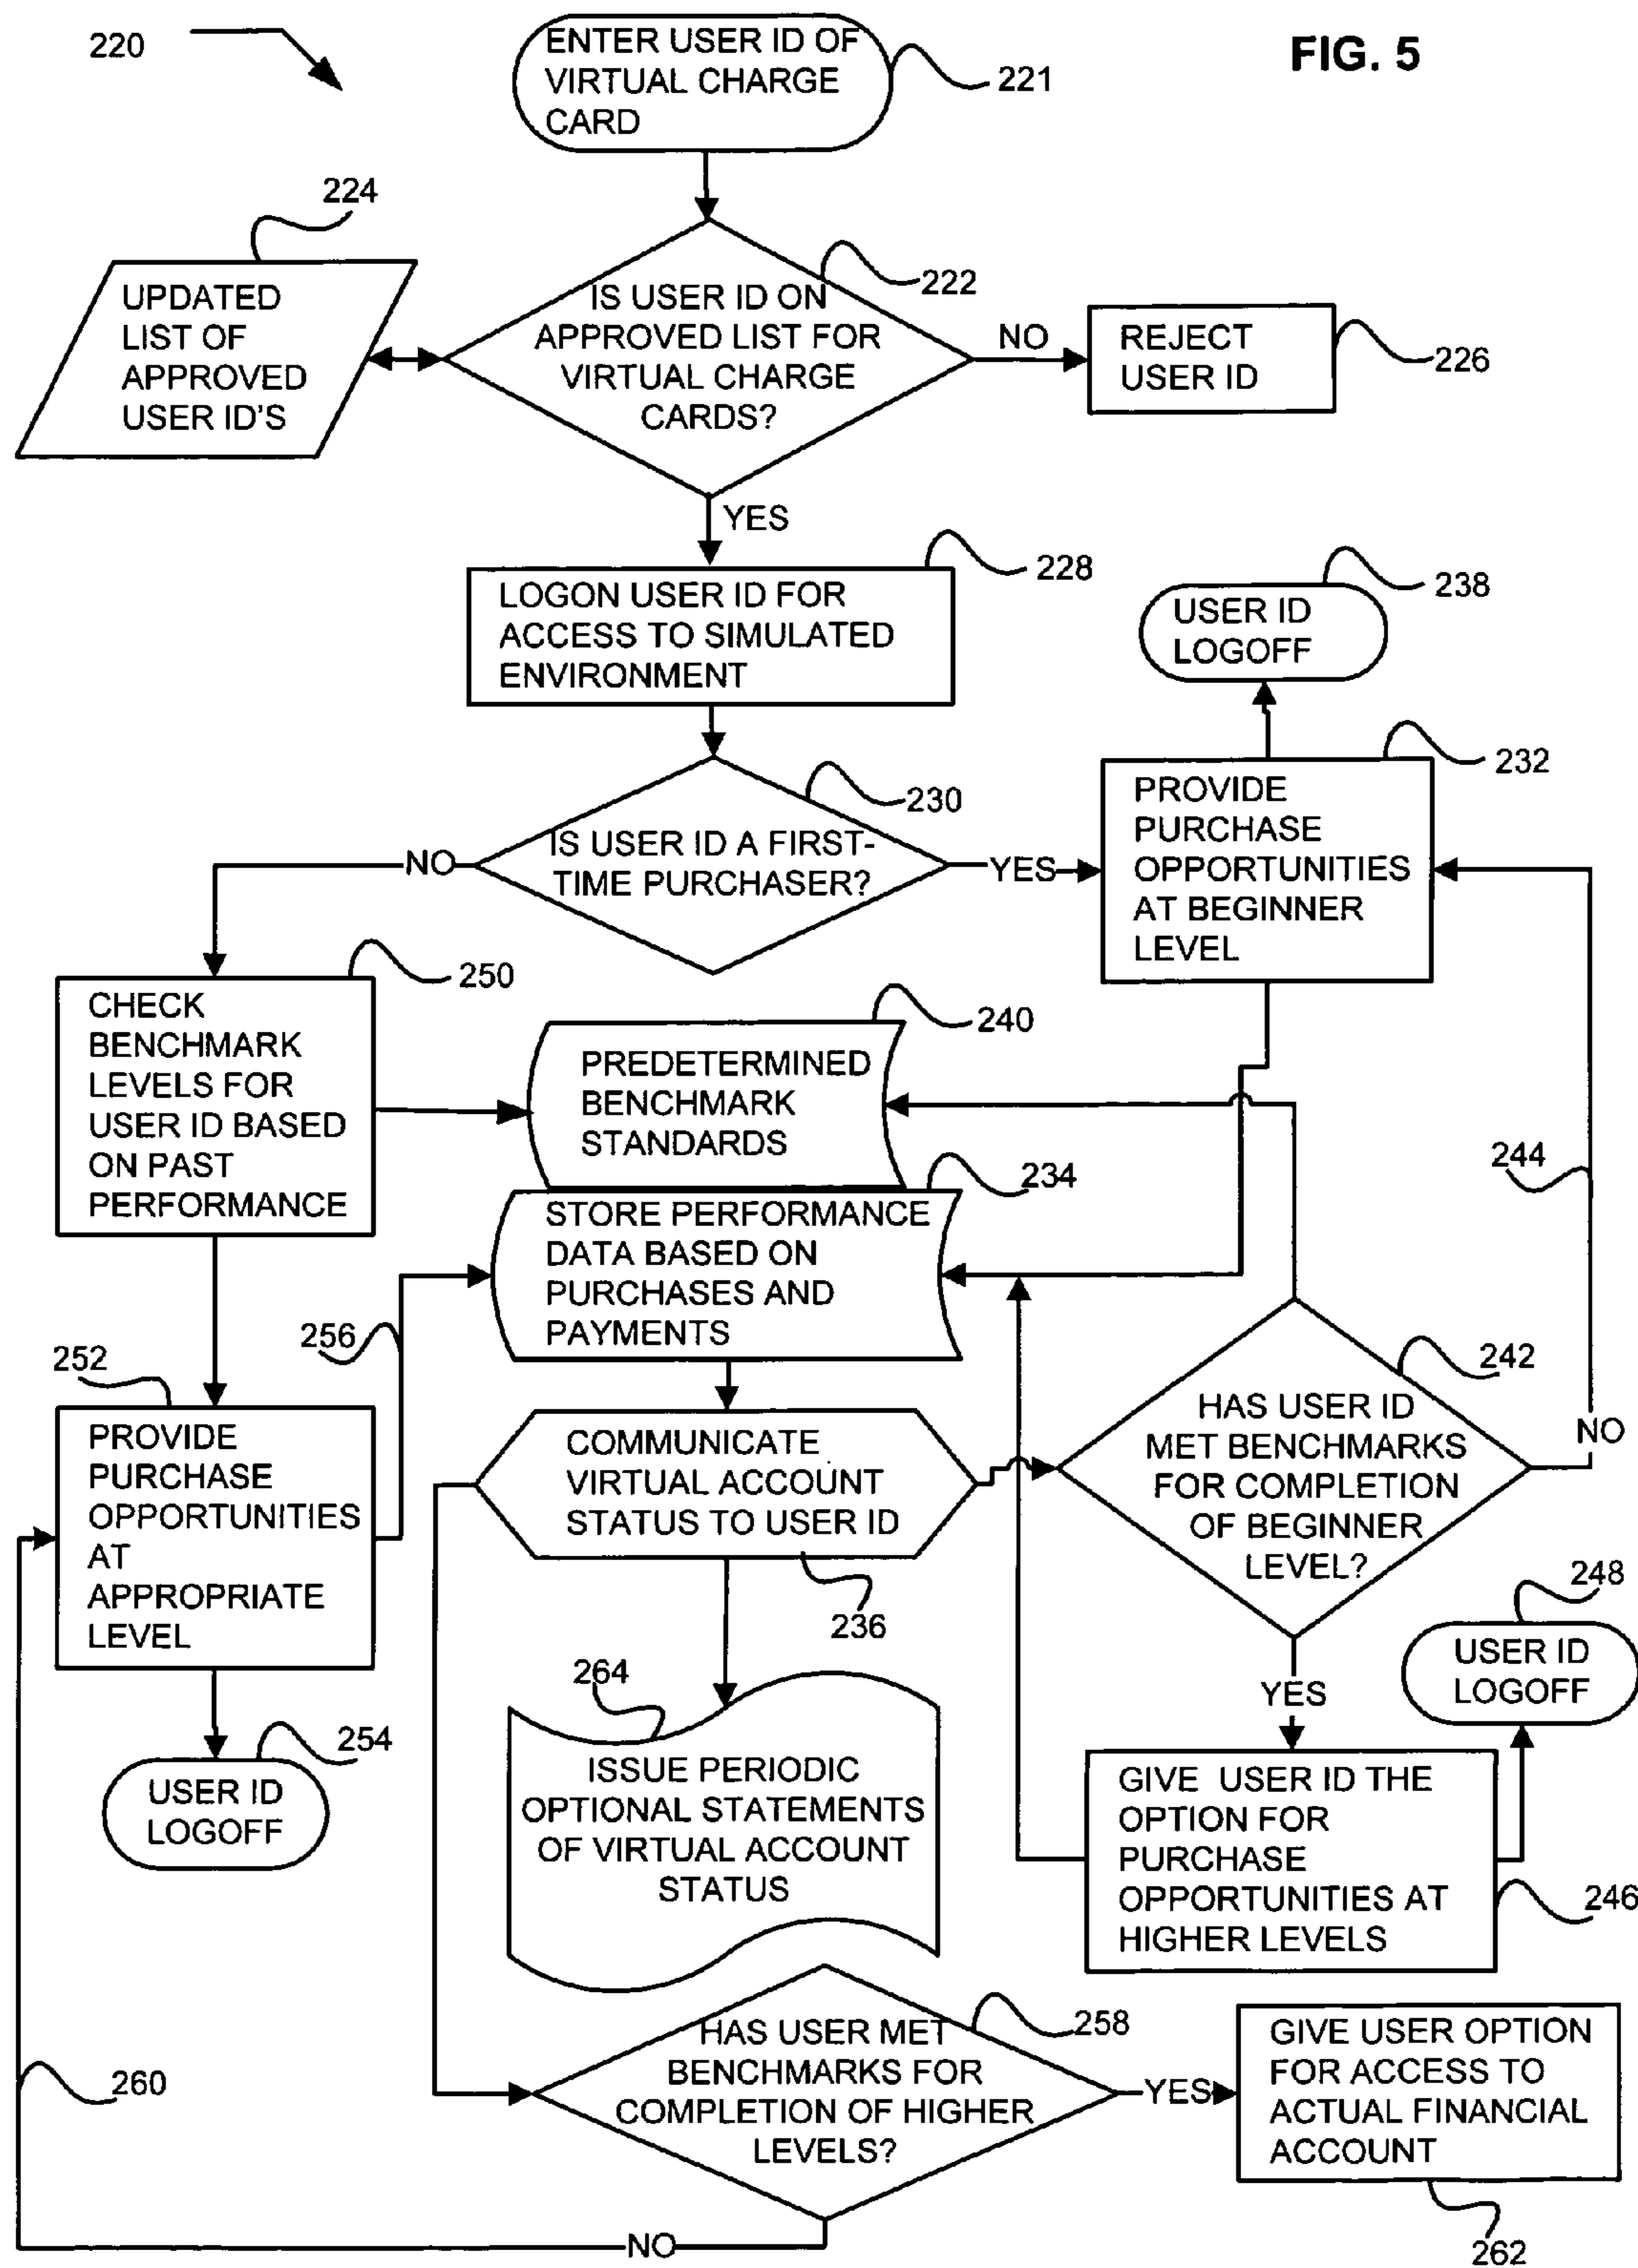 220
FIG. 5
ENTER USER ID OF
VIRTUAL CHARGE
CARD
221
224
UPDATED
LIST OF
APPROVED
USER ID'S
222
IS USER ID ON
APPROVED LIST FOR
VIRTUAL CHARGE
CARDS?
NO
REJECT
USER ID
226
YES
228
LOGON USER ID FOR
ACCESS TO SIMULATED
ENVIRONMENT
238
USER ID
LOGOFF
230
IS USER ID A FIRST-
TIME PURCHASER?
NO
YES
232
PROVIDE
PURCHASE
OPPORTUNITIES
AT BEGINNER
LEVEL
250
CHECK
BENCHMARK
LEVELS FOR
USER ID BASED
ON PAST
PERFORMANCE
240
PREDETERMINED
BENCHMARK
STANDARDS
234
STORE PERFORMANCE
DATA BASED ON
PURCHASES AND
PAYMENTS
244
256
252
PROVIDE
PURCHASE
OPPORTUNITIES
AT
APPROPRIATE
LEVEL
COMMUNICATE
VIRTUAL ACCOUNT
STATUS TO USER ID
236
242
HAS USER ID
MET BENCHMARKS
FOR COMPLETION
OF BEGINNER
LEVEL?
NO
YES
248
USER ID
LOGOFF
254
USER ID
LOGOFF
264
ISSUE PERIODIC
OPTIONAL STATEMENTS
OF VIRTUAL ACCOUNT
STATUS
GIVE USER ID THE
OPTION FOR
PURCHASE
OPPORTUNITIES AT
HIGHER LEVELS
246
260
258
HAS USER MET
BENCHMARKS FOR
COMPLETION OF HIGHER
LEVELS?
YES
GIVE USER OPTION
FOR ACCESS TO
ACTUAL FINANCIAL
ACCOUNT
262
NO